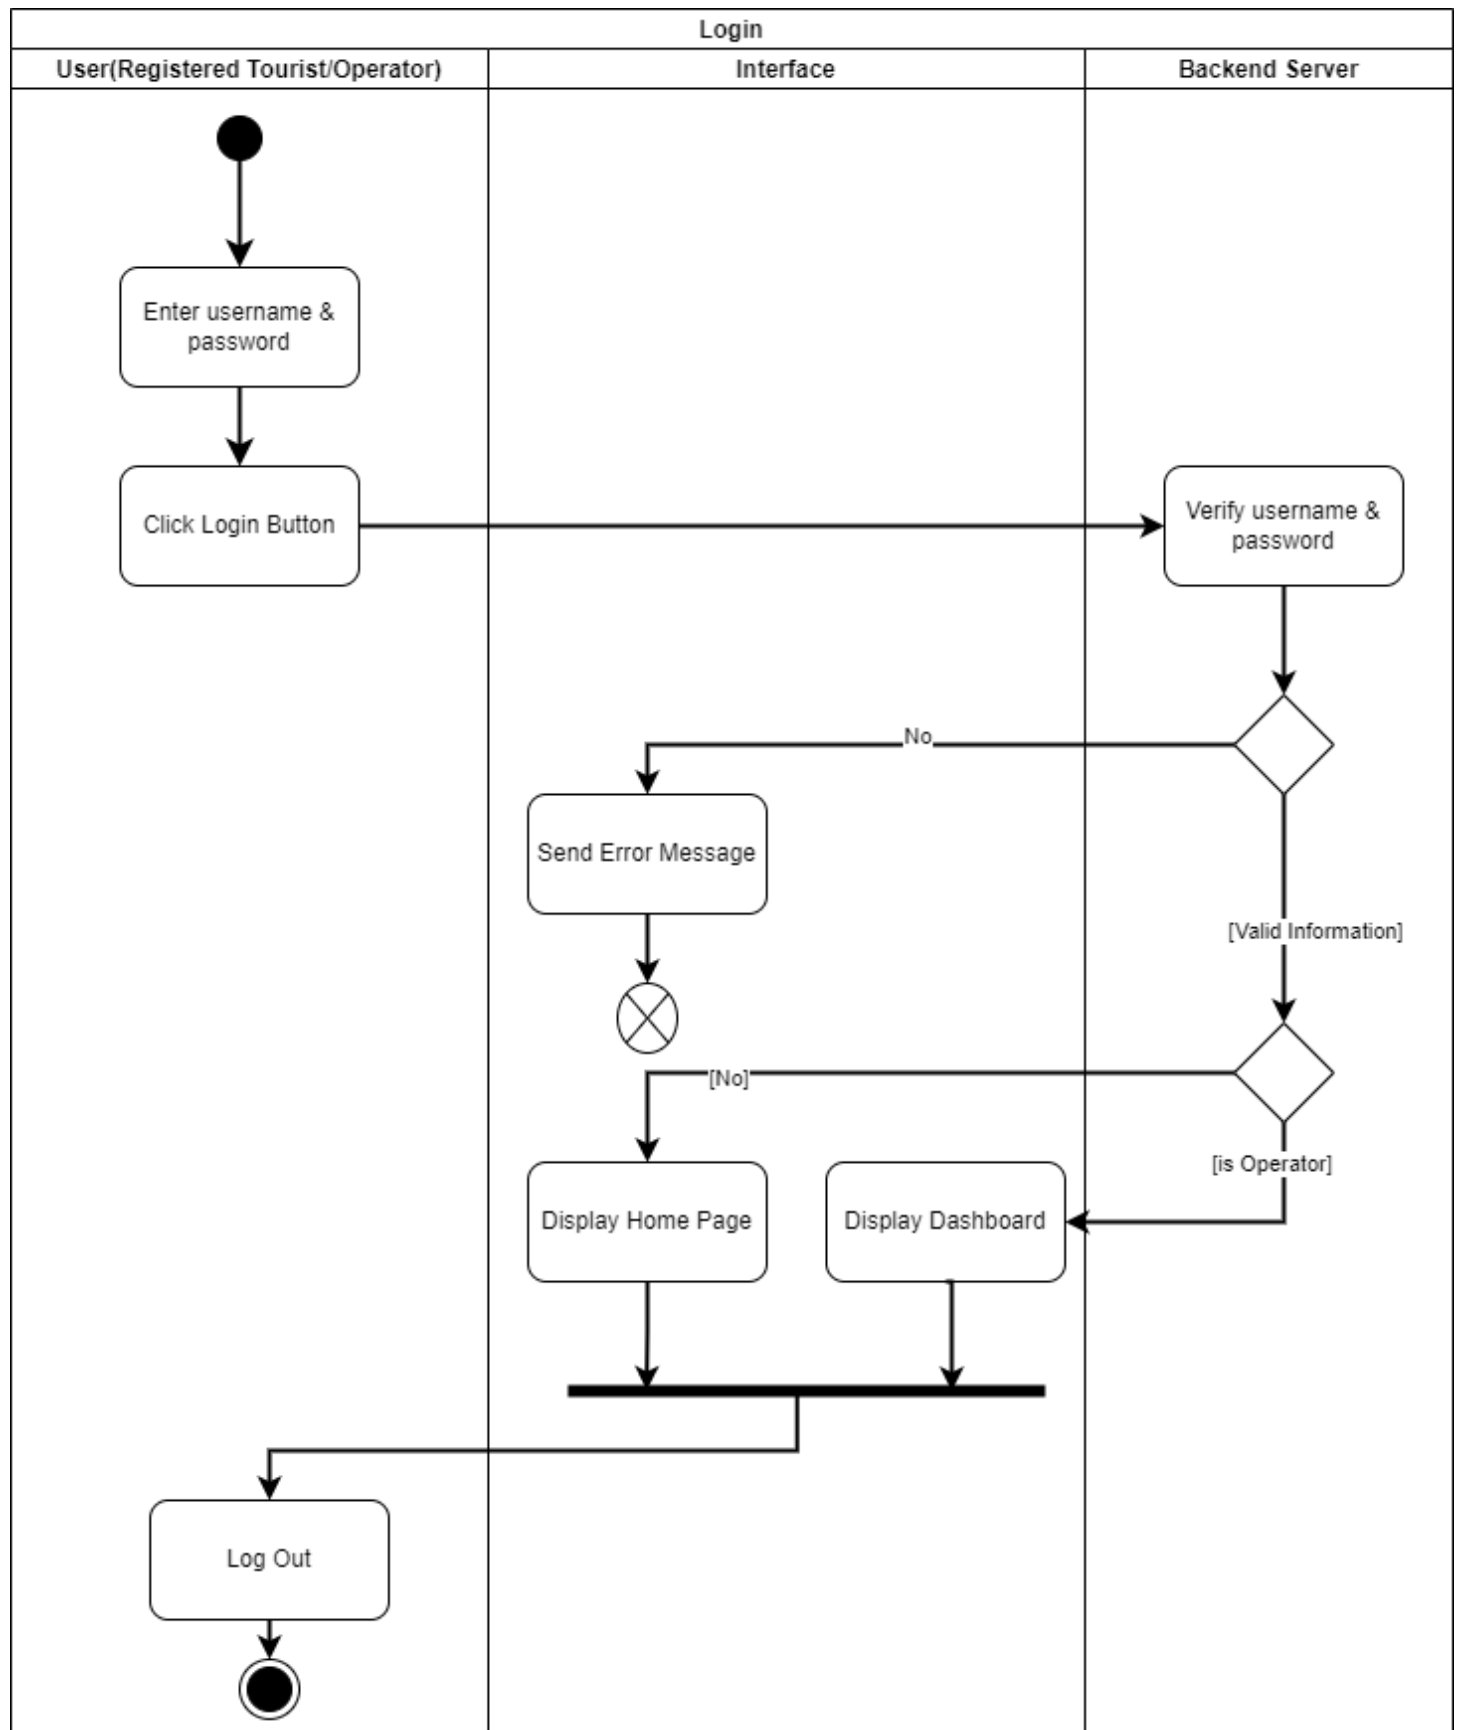 Login
User(Registered Tourist/Operator)
Interface
Backend Server
Enter username &
password
Click Login Button
Verify username &
password
No
Send Error Message
[Valid Information]
[No]
[is Operator]
Display Home Page
Display Dashboard
Log Out